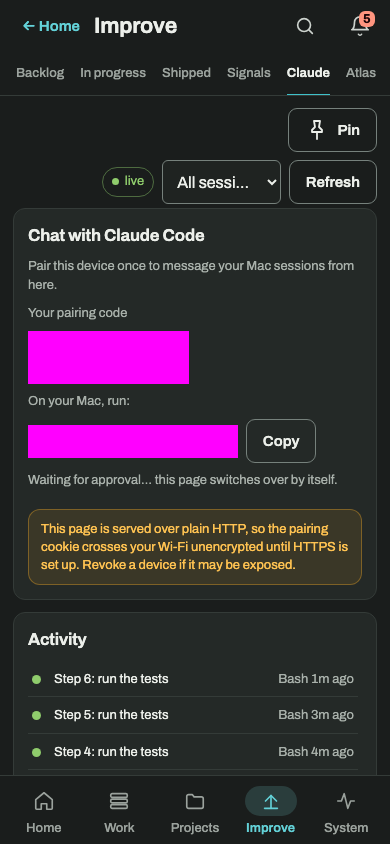 ← Home Improve 5
Backlog In progress Shipped Signals Claude Atlas
Pin
live All sessi... Refresh
Chat with Claude Code
Pair this device once to message your Mac sessions from
here.
Your pairing code
On your Mac, run:
Copy
Waiting for approval... this page switches over by itself.
This page is served over plain HTTP, so the pairing
cookie crosses your Wi-Fi unencrypted until HTTPS is
set up. Revoke a device if it may be exposed.
Activity
Step 6: run the tests Bash 1m ago
Step 5: run the tests Bash 3m ago
Step 4: run the tests Bash 4m ago
Home Work Projects Improve System